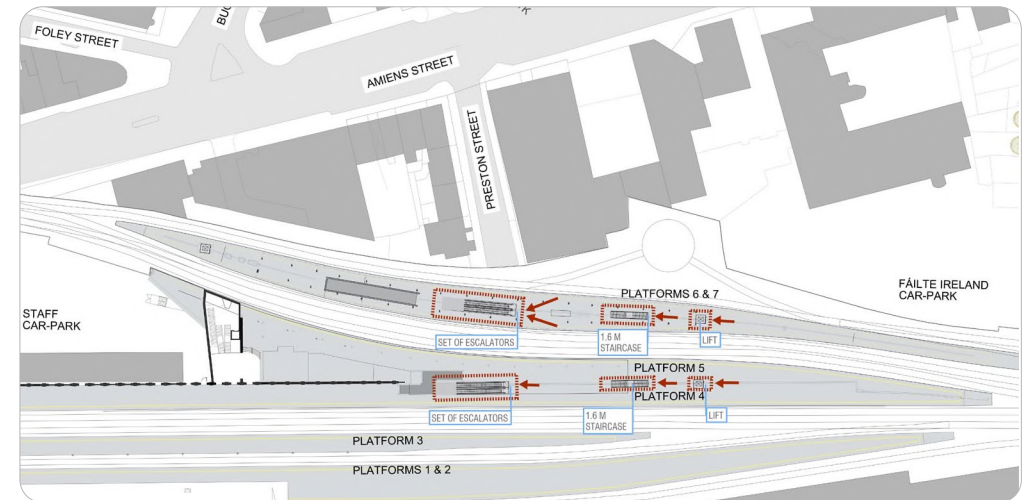 FOLEY STREET
AMIENS STREET
PRESTON STREET
PLATFORMS 6 & 7
FÁILTE IRELAND
CAR-PARK
STAFF
CAR-PARK
SET OF ESCALATORS
1.6 M
STAIRCASE
LIFT
PLATFORM 5
PLATFORM 4
SET OF ESCALATORS
1.6 M
STAIRCASE
LIFT
PLATFORM 3
PLATFORMS 1 & 2